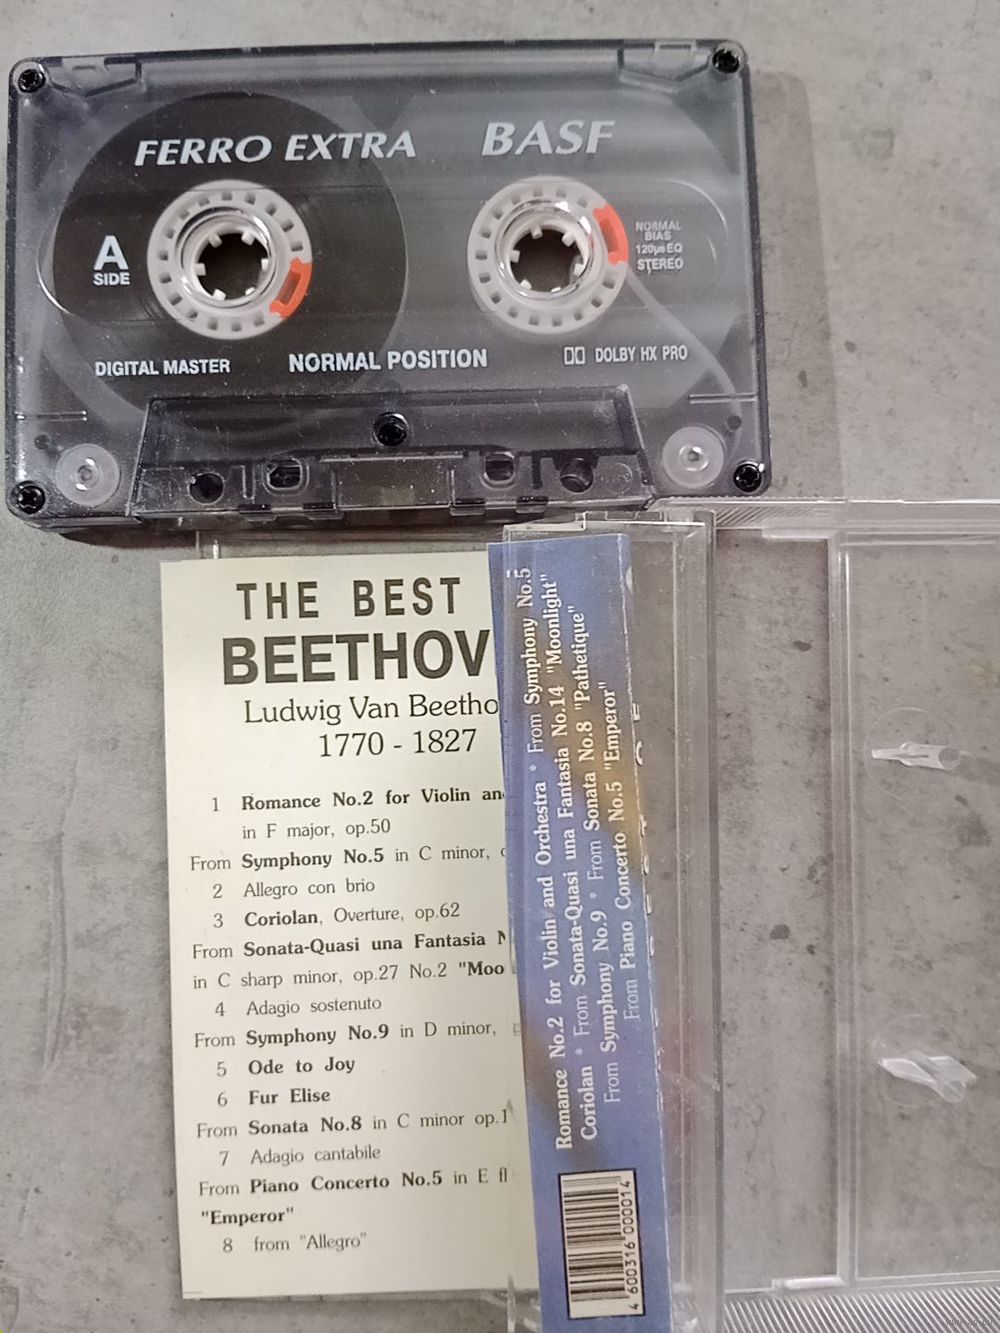 FERRO EXTRA BASF
A
SIDE
NORMAL
BIAS
120µs EQ
STEREO
DIGITAL MASTER NORMAL POSITION DOLBY HX PRO
THE BEST
BEETHOV
Ludwig Van Beetho
1770 - 1827
1 Romance No.2 for Violin an
in F major, op.50
From Symphony No.5 in C minor,
2 Allegro con brio
3 Coriolan, Overture, op.62
From Sonata-Quasi una Fantasia N
in C sharp minor, op.27 No.2 "Moo
4 Adagio sostenuto
From Symphony No.9 in D minor,
5 Ode to Joy
6 Fur Elise
From Sonata No.8 in C minor op.1
7 Adagio cantabile
From Piano Concerto No.5 in E fl
"Emperor"
8 from "Allegro"
Romance No.2 for Violin and Orchestra * From Symphony No.5
Coriolan * From Sonata-Quasi una Fantasia No.14 "Moonlight"
From Symphony No.9 * From Sonata No.8 "Pathetique"
From Piano Concerto No.5 "Emperor"
4 600316 000014